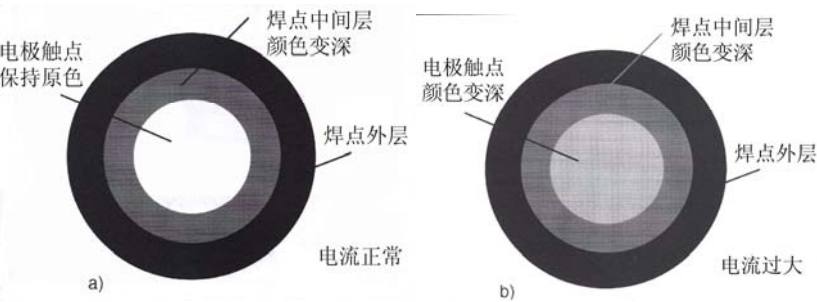 焊点中间层
颜色变深
电极触点
保持原色
焊点外层
电流正常
a)
焊点中间层
颜色变深
电极触点
颜色变深
焊点外层
电流过大
b)